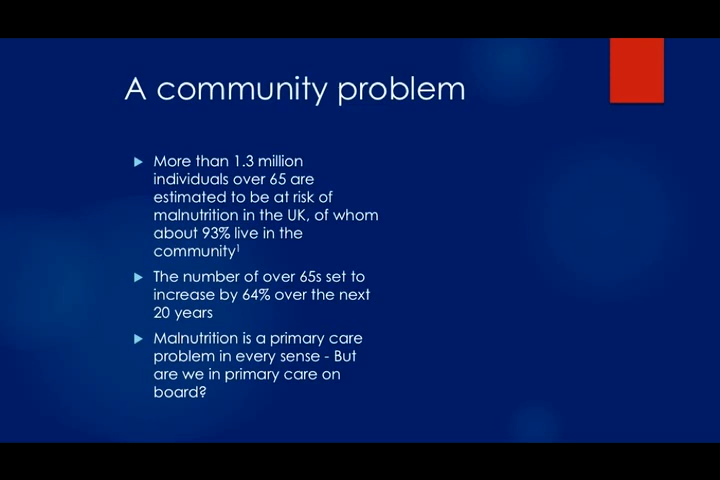 A community problem
More than 1.3 million
individuals over 65 are
estimated to be at risk of
malnutrition in the UK, of whom
about 93% live in the
community¹
The number of over 65s set to
increase by 64% over the next
20 years
Malnutrition is a primary care
problem in every sense - But
are we in primary care on
board?